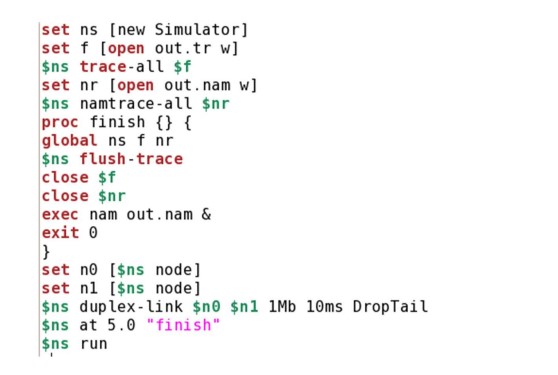 set ns [new Simulator]
set f [open out.tr w]
$ns trace-all $f
set nr [open out.nam w]
$ns namtrace-all $nr
proc finish {} {
global ns f nr
$ns flush-trace
close $f
close $nr
exec nam out.nam &
exit 0
}
set n0 [$ns node]
set n1 [$ns node]
$ns duplex-link $n0 $n1 1Mb 10ms DropTail
$ns at 5.0 "finish"
$ns run